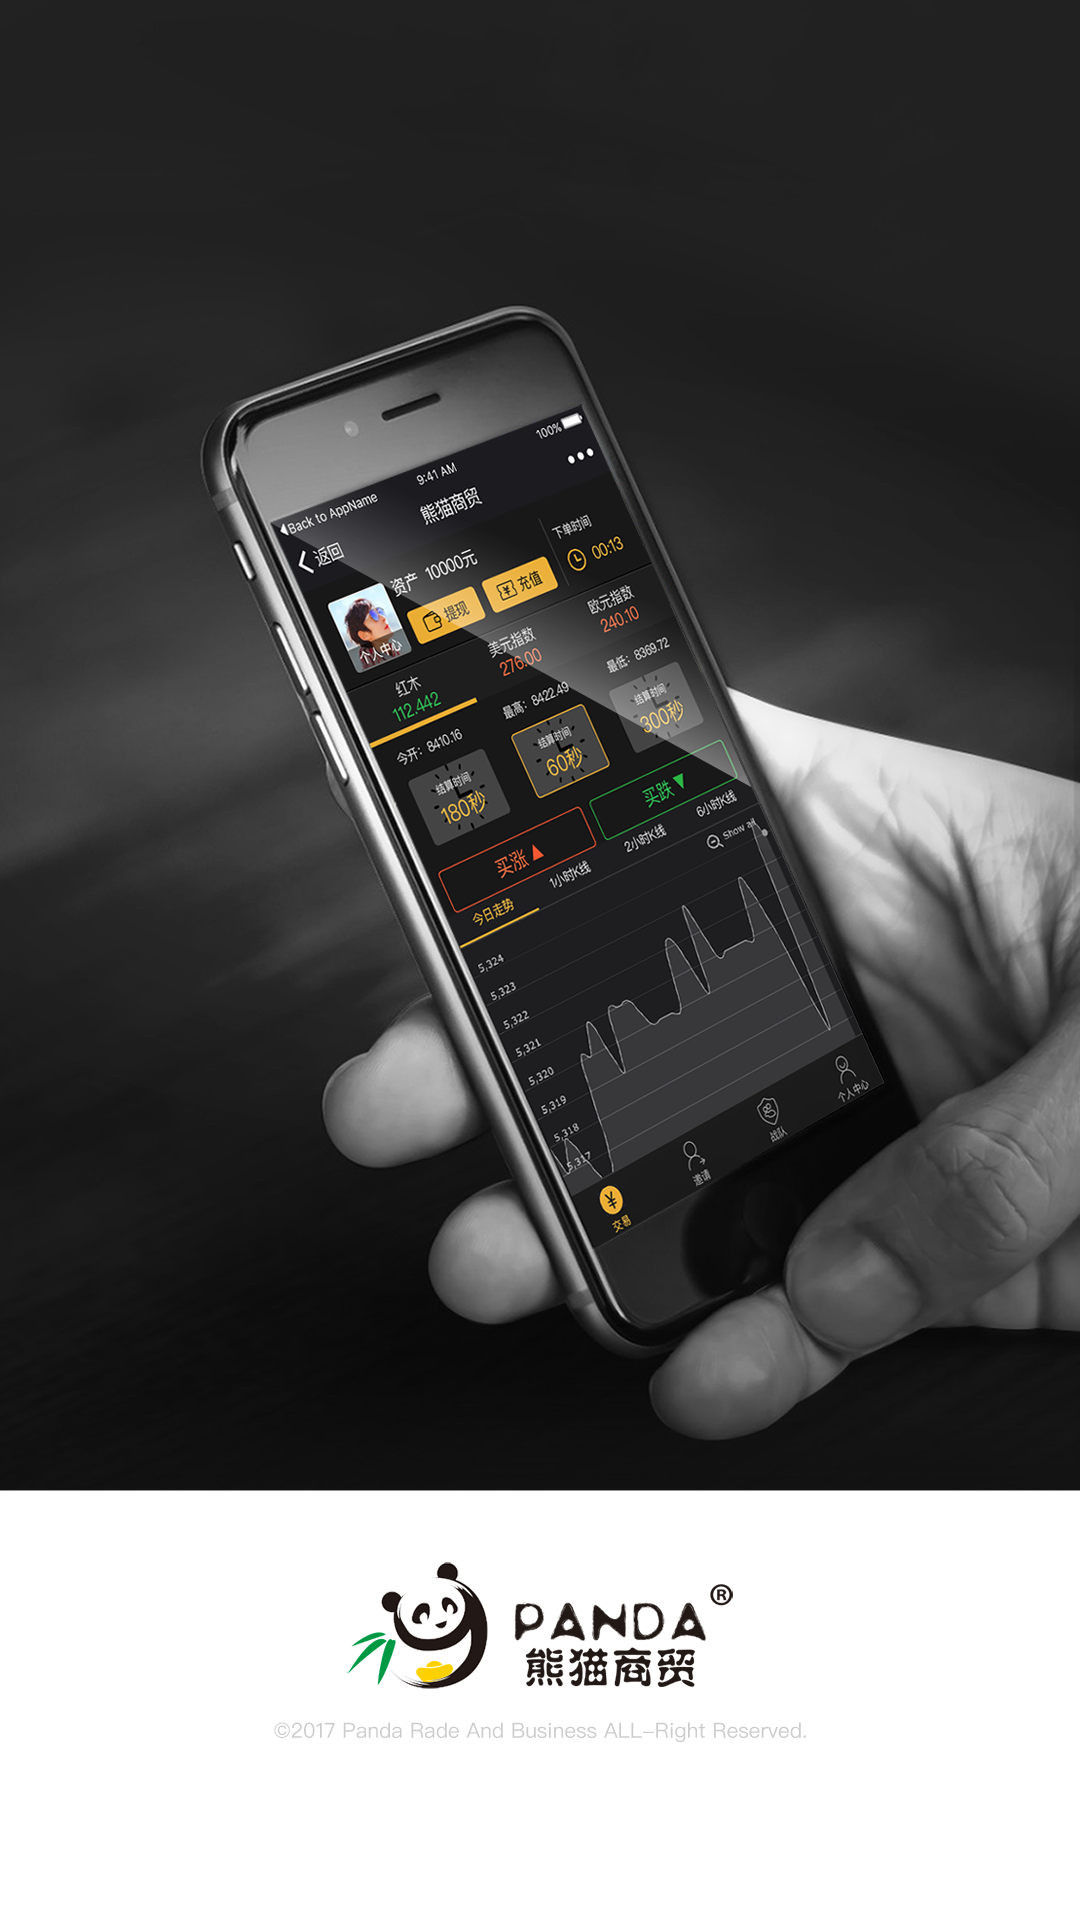 100%
9:41 AM
Back to AppName
熊猫商贸
返回
下单时间
00:13
资产 10000元
提现
充值
个人中心
红木
112.442
美元指数
276.00
欧元指数
240.10
今开: 8410.16
最高: 8422.49
最低: 8369.72
结算时间
180秒
结算时间
60秒
结算时间
300秒
买涨
买跌
今日走势
1小时K线
2小时K线
6小时K线
Show all
5,324
5,323
5,322
5,321
5,320
5,319
5,318
5,317
交易
邀请
战队
个人中心
PANDA®
熊猫商贸
©2017 Panda Rade And Business ALL-Right Reserved.